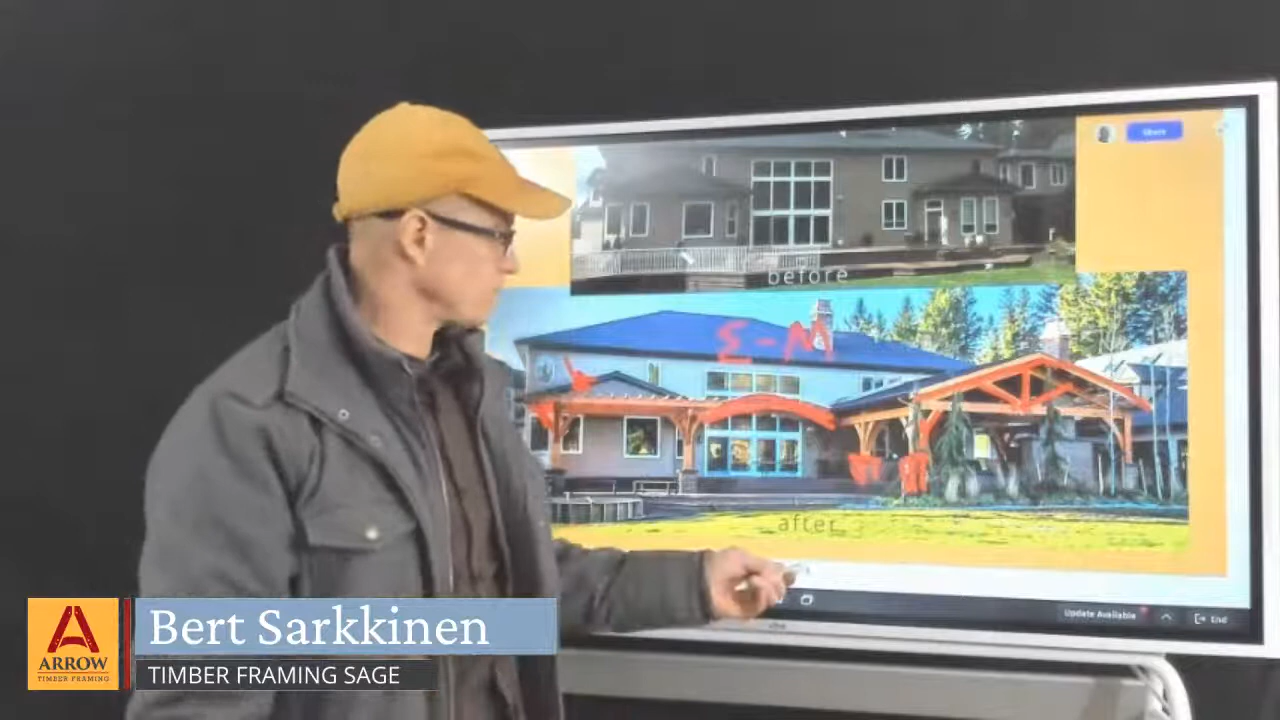 Share
before
Σ-M
after
Update Available
End
Bert Sarkkinen
TIMBER FRAMING SAGE
ARROW
TIMBER FRAMING